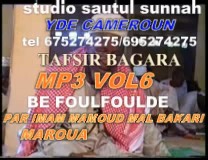 studio sautul sunnah
YDE CAMEROUN
tel 675274275/696274275
TAFSIR BAGARA
MP3 VOL6
BE FOULFOULDE
PAR IMAM MAMOUD MAL BAKARI
MAROUA